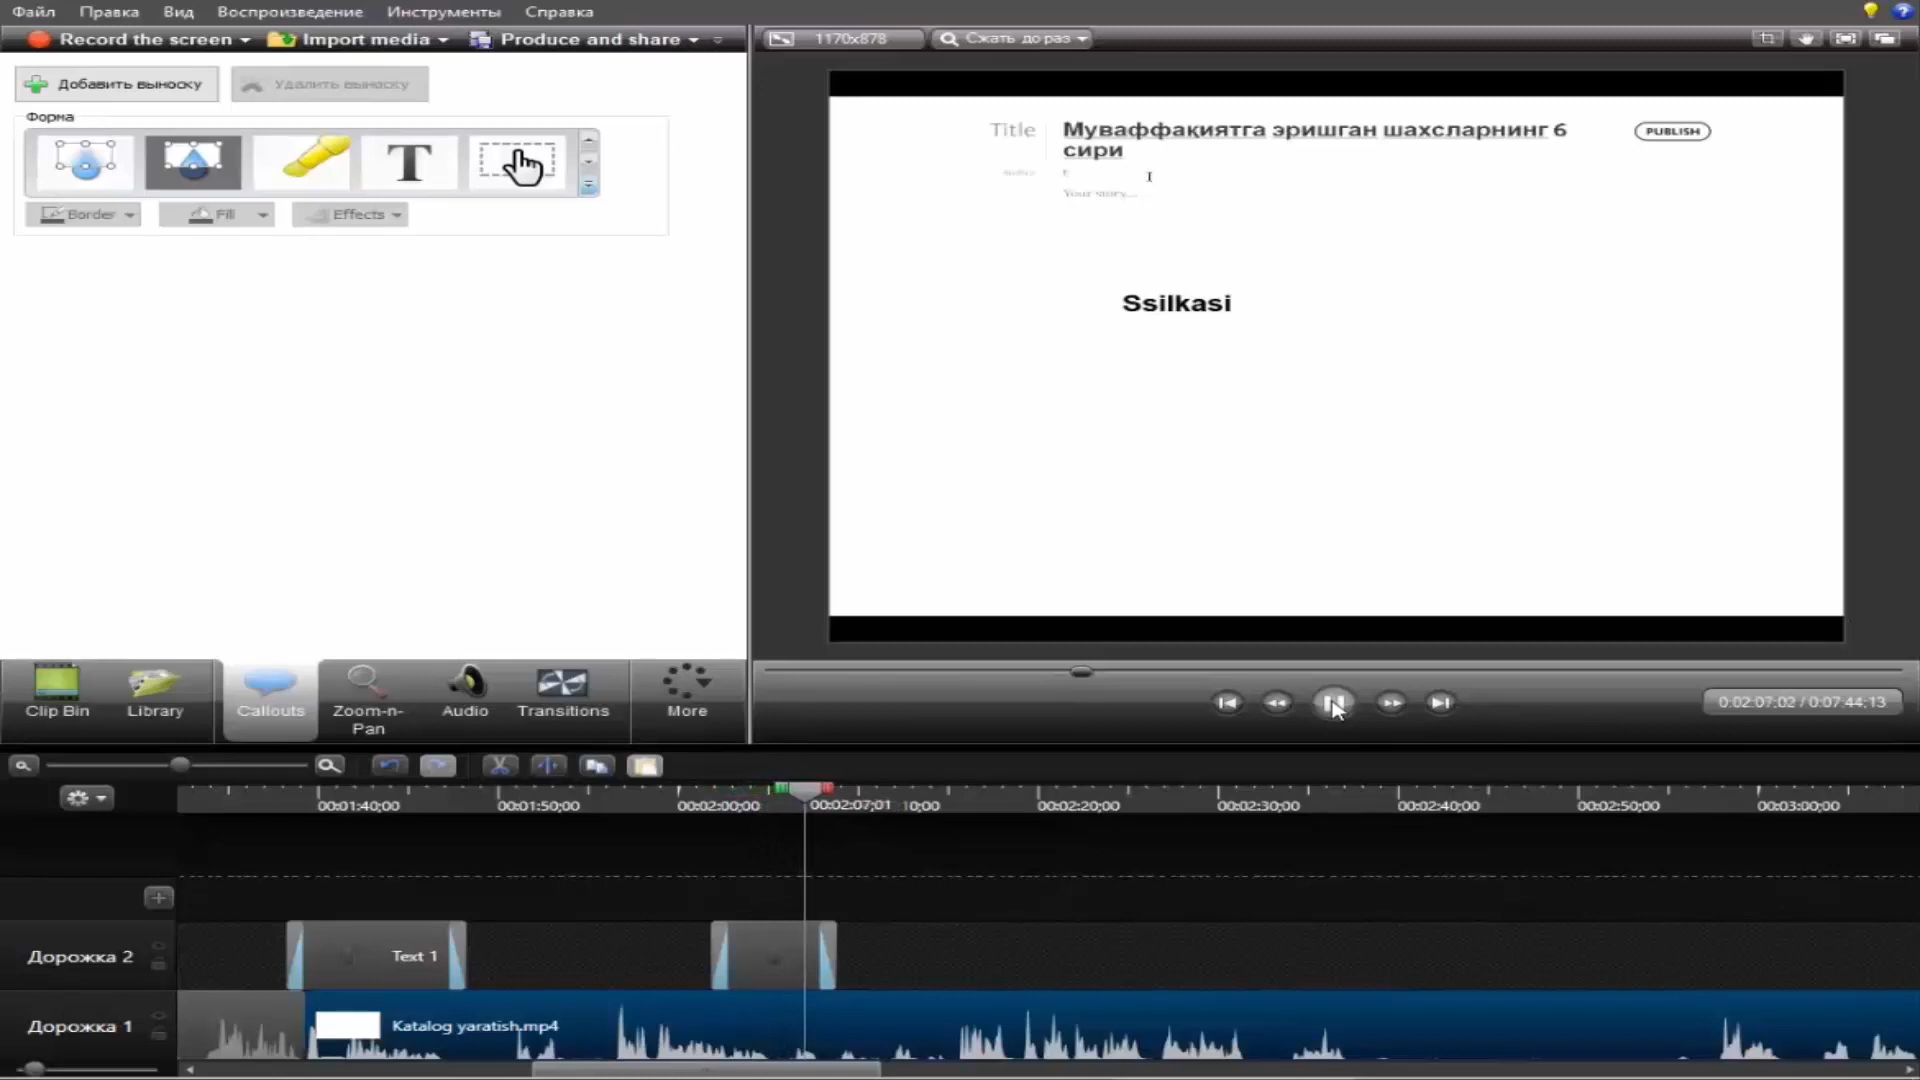 Файл Правка Вид Воспроизведение Инструменты Справка
Record the screen Import media Produce and share
1170x878 Сжать до раз
Добавить выноску Удалить выноску
Форма
T
Border Fill Effects
Title Муваффақиятга эришган шахсларнинг 6
сири
PUBLISH
Your story...
Ssilkasi
Clip Bin Library Callouts Zoom-n-
Pan Audio Transitions More
0:02:07;02 / 0:07:44;13
00:01:40;00 00:01:50;00 00:02:00;00 00:02:07;01 10;00 00:02:20;00 00:02:30;00 00:02:40;00 00:02:50;00 00:03:00;00
Дорожка 2 Text 1
Дорожка 1 Katalog yaratish.mp4